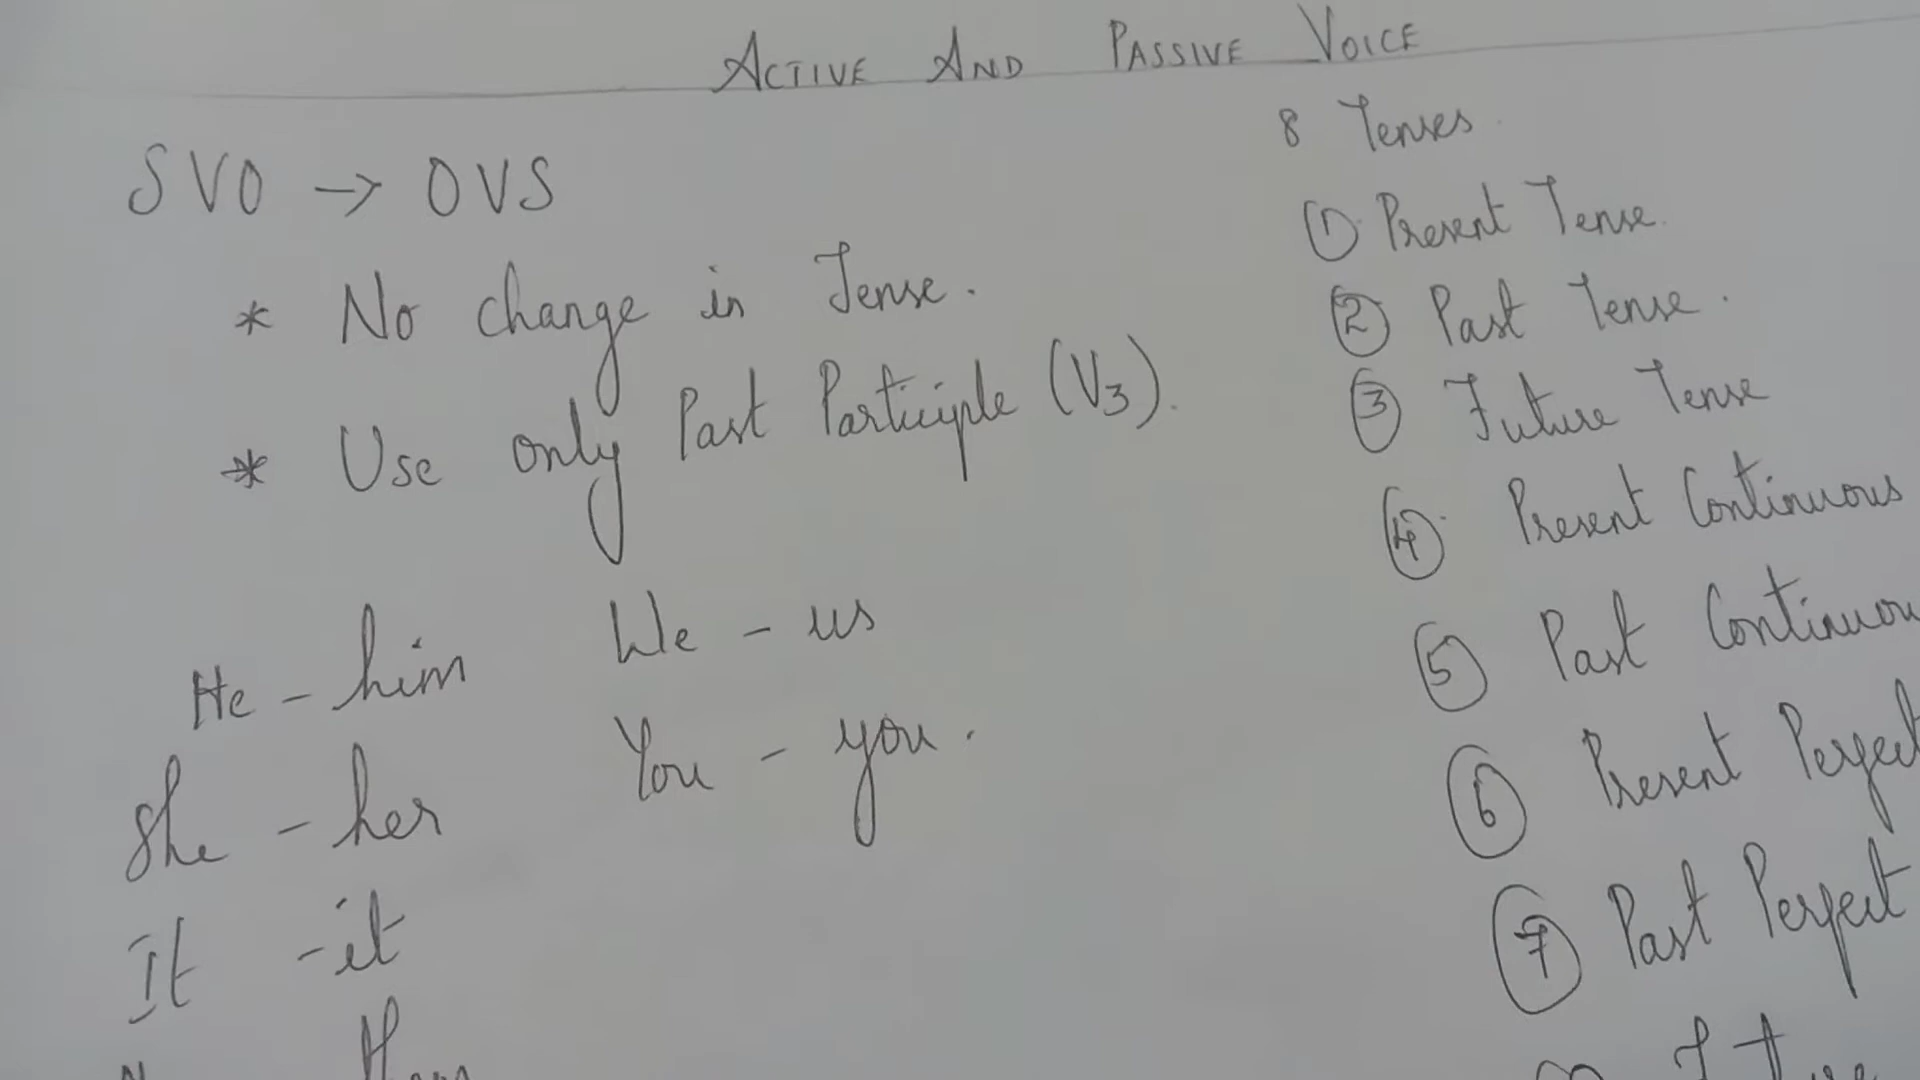 ACTIVE AND PASSIVE VOICE
SVO → OVS
* No change in Tense.
* Use only Past Participle (V3).
He - him
She - her
It - it
We - us
You - you.
8 Tenses.
① Present Tense.
② Past Tense.
③ Future Tense
④ Present Continuous
⑤ Past Continuou
⑥ Present Perfect
⑦ Past Perfect